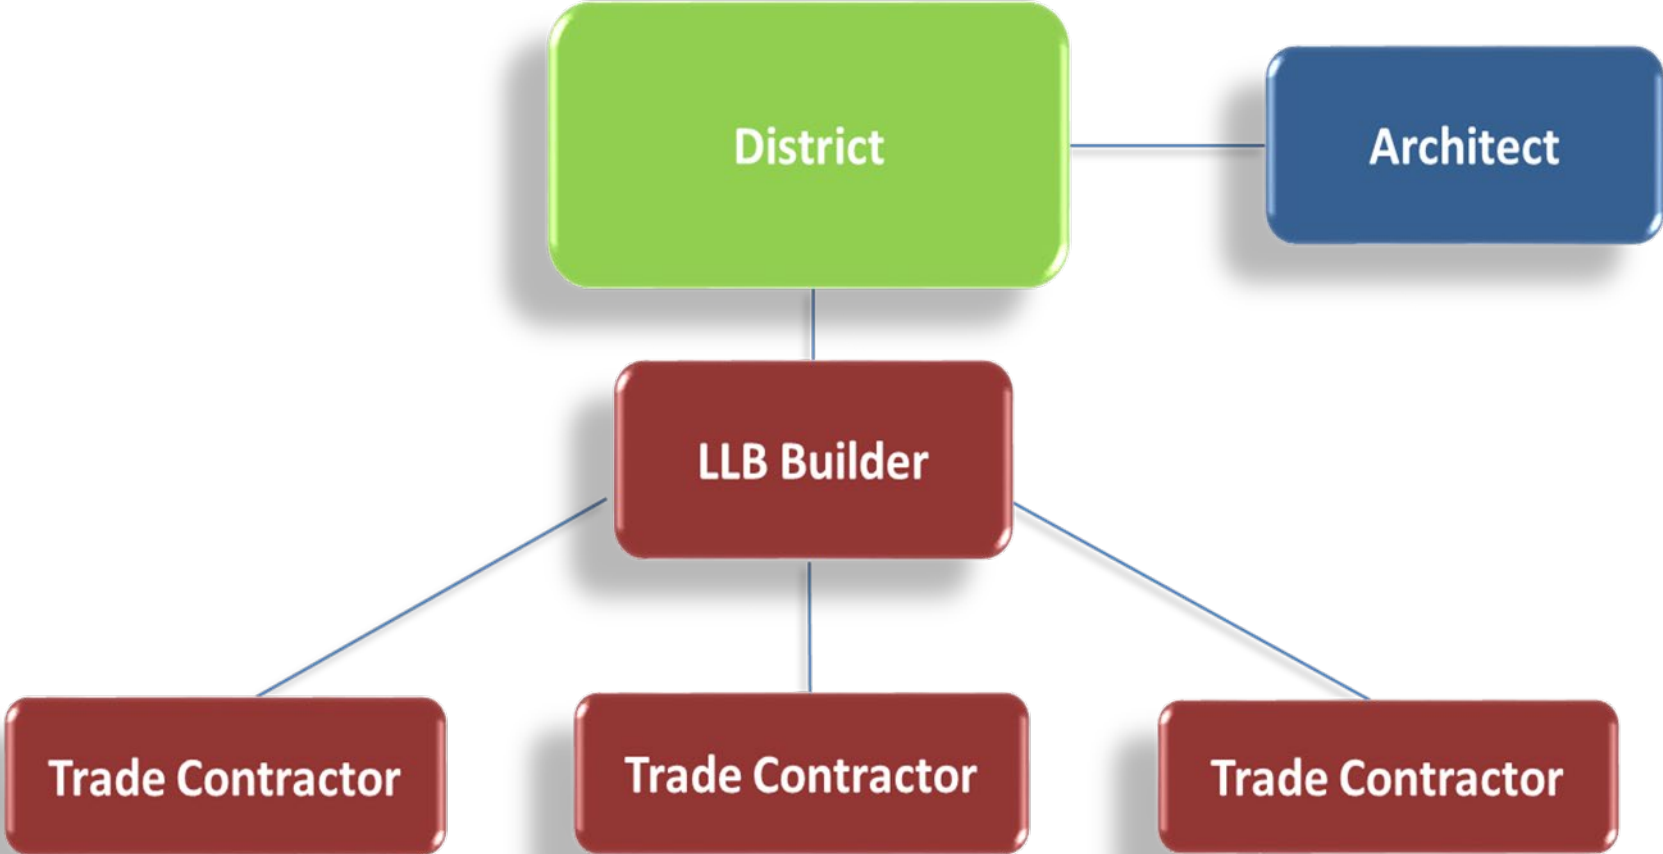 District
Architect
LLB Builder
Trade Contractor
Trade Contractor
Trade Contractor